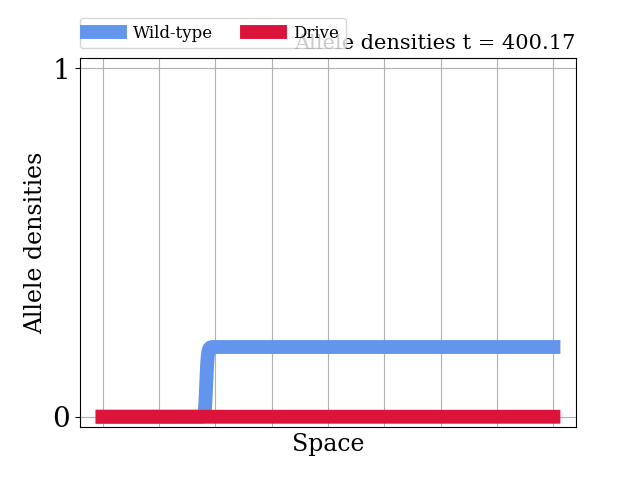 Wild-type
Drive
Allele densities t = 400.17
1
0
Allele densities
Space